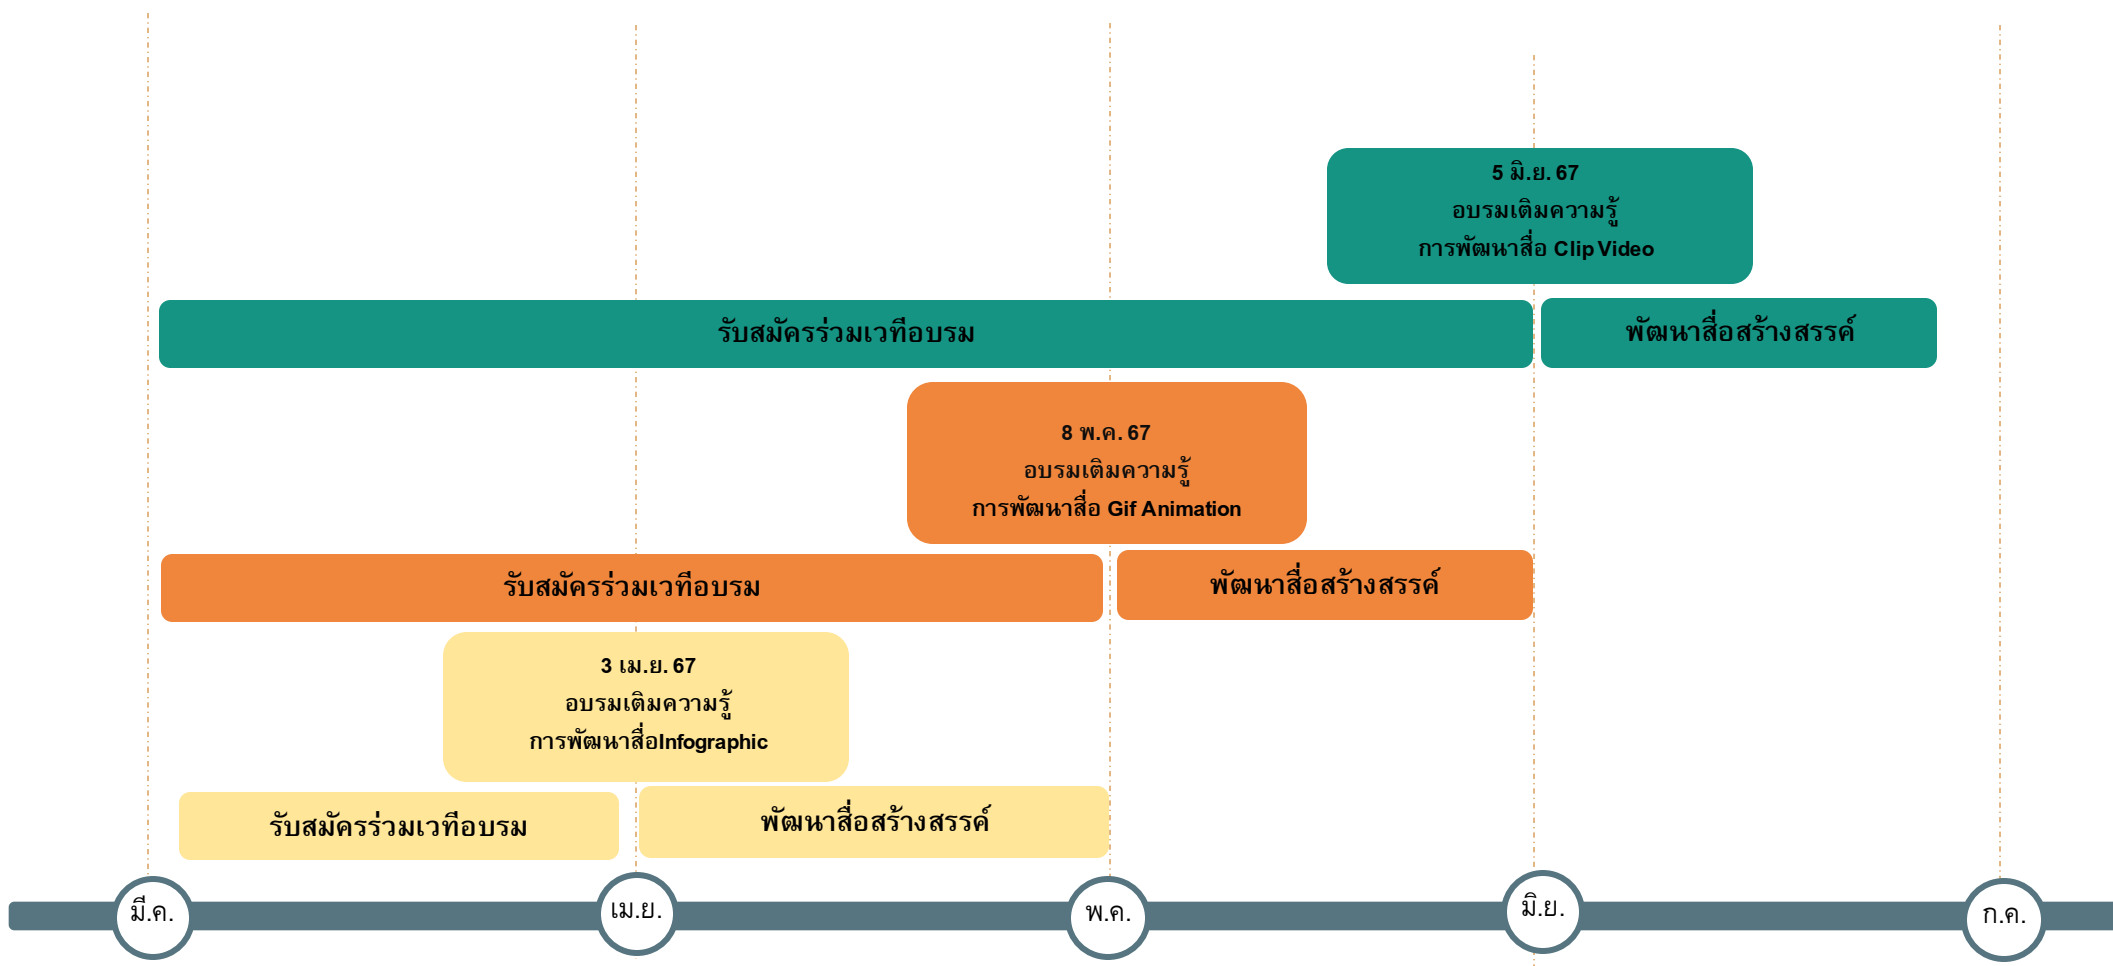 5 มิ.ย. 67
อบรมเติมความรู้
การพัฒนาสื่อ Clip Video
รับสมัครร่วมเวทีอบรม
พัฒนาสื่อสร้างสรรค์
8 พ.ค. 67
อบรมเติมความรู้
การพัฒนาสื่อ Gif Animation
รับสมัครร่วมเวทีอบรม
พัฒนาสื่อสร้างสรรค์
3 เม.ย. 67
อบรมเติมความรู้
การพัฒนาสื่อInfographic
รับสมัครร่วมเวทีอบรม
พัฒนาสื่อสร้างสรรค์
มี.ค.
เม.ย.
พ.ค.
มิ.ย.
ก.ค.